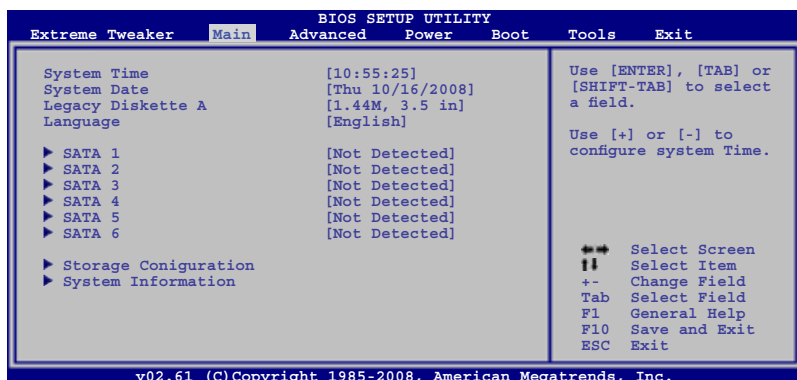 BIOS SETUP UTILITY
Extreme Tweaker Main Advanced Power Boot Tools Exit
System Time [10:55:25]
System Date [Thu 10/16/2008]
Legacy Diskette A [1.44M, 3.5 in]
Language [English]
SATA 1 [Not Detected]
SATA 2 [Not Detected]
SATA 3 [Not Detected]
SATA 4 [Not Detected]
SATA 5 [Not Detected]
SATA 6 [Not Detected]
Storage Coniguration
System Information
Use [ENTER], [TAB] or
[SHIFT-TAB] to select
a field.
Use [+] or [-] to
configure system Time.
Select Screen
Select Item
+- Change Field
Tab Select Field
F1 General Help
F10 Save and Exit
ESC Exit
v02.61 (C)Copyright 1985-2008, American Megatrends, Inc.